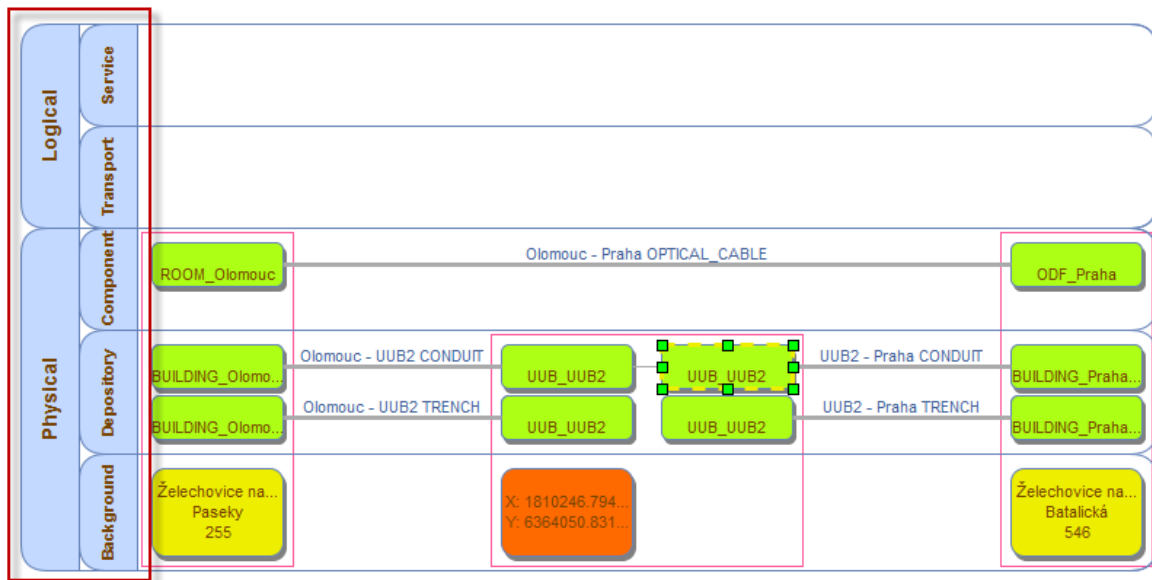 Logical
Service
Transport
Physical
Component
ROOM_Olomouc
Olomouc - Praha OPTICAL_CABLE
ODF_Praha
Depository
BUILDING_Olomo...
Olomouc - UUB2 CONDUIT
UUB_UUB2
UUB_UUB2
UUB2 - Praha CONDUIT
BUILDING_Praha...
BUILDING_Olomo...
Olomouc - UUB2 TRENCH
UUB_UUB2
UUB_UUB2
UUB2 - Praha TRENCH
BUILDING_Praha...
Background
Želechovice na...
Paseky
255
X: 1810246.794...
Y: 6364050.831...
Želechovice na...
Batalická
546